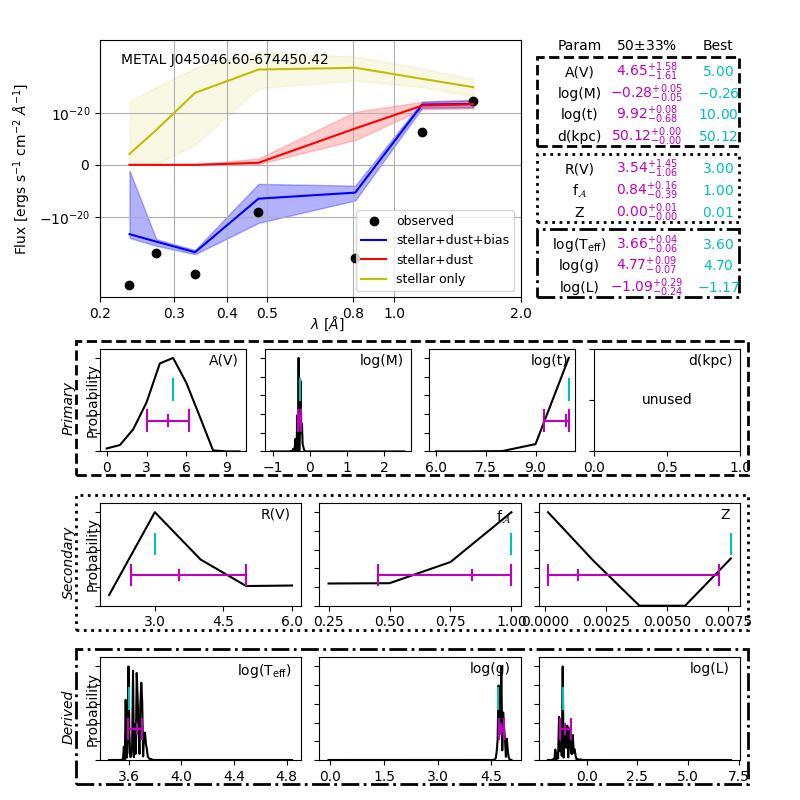 METAL J045046.60-674450.42
Flux [ergs s⁻¹ cm⁻² Å⁻¹]
10⁻²⁰
0
−10⁻²⁰
observed
stellar+dust+bias
stellar+dust
stellar only
0.2 0.3 0.4 0.5 0.8 1.0 2.0
λ [Å]
Param 50±33% Best
A(V) 4.65+1.58−1.61 5.00
log(M) −0.28+0.05−0.05 −0.26
log(t) 9.92+0.08−0.68 10.00
d(kpc) 50.12+0.00−0.00 50.12
R(V) 3.54+1.45−1.06 3.00
f_A 0.84+0.16−0.39 1.00
Z 0.00+0.01−0.00 0.01
log(T_eff) 3.66+0.04−0.06 3.60
log(g) 4.77+0.09−0.07 4.70
log(L) −1.09+0.29−0.24 −1.17
Primary
Probability
A(V) log(M) log(t) d(kpc)
unused
0 3 6 9 −1 0 1 2 6.0 7.5 9.0 0.0 0.5 1.0
Secondary
Probability
R(V) f_A Z
3.0 4.5 6.0 0.25 0.50 0.75 1.00 0.0000 0.0025 0.0050 0.0075
Derived
Probability
log(T_eff) log(g) log(L)
3.6 4.0 4.4 4.8 0.0 1.5 3.0 4.5 0.0 2.5 5.0 7.5